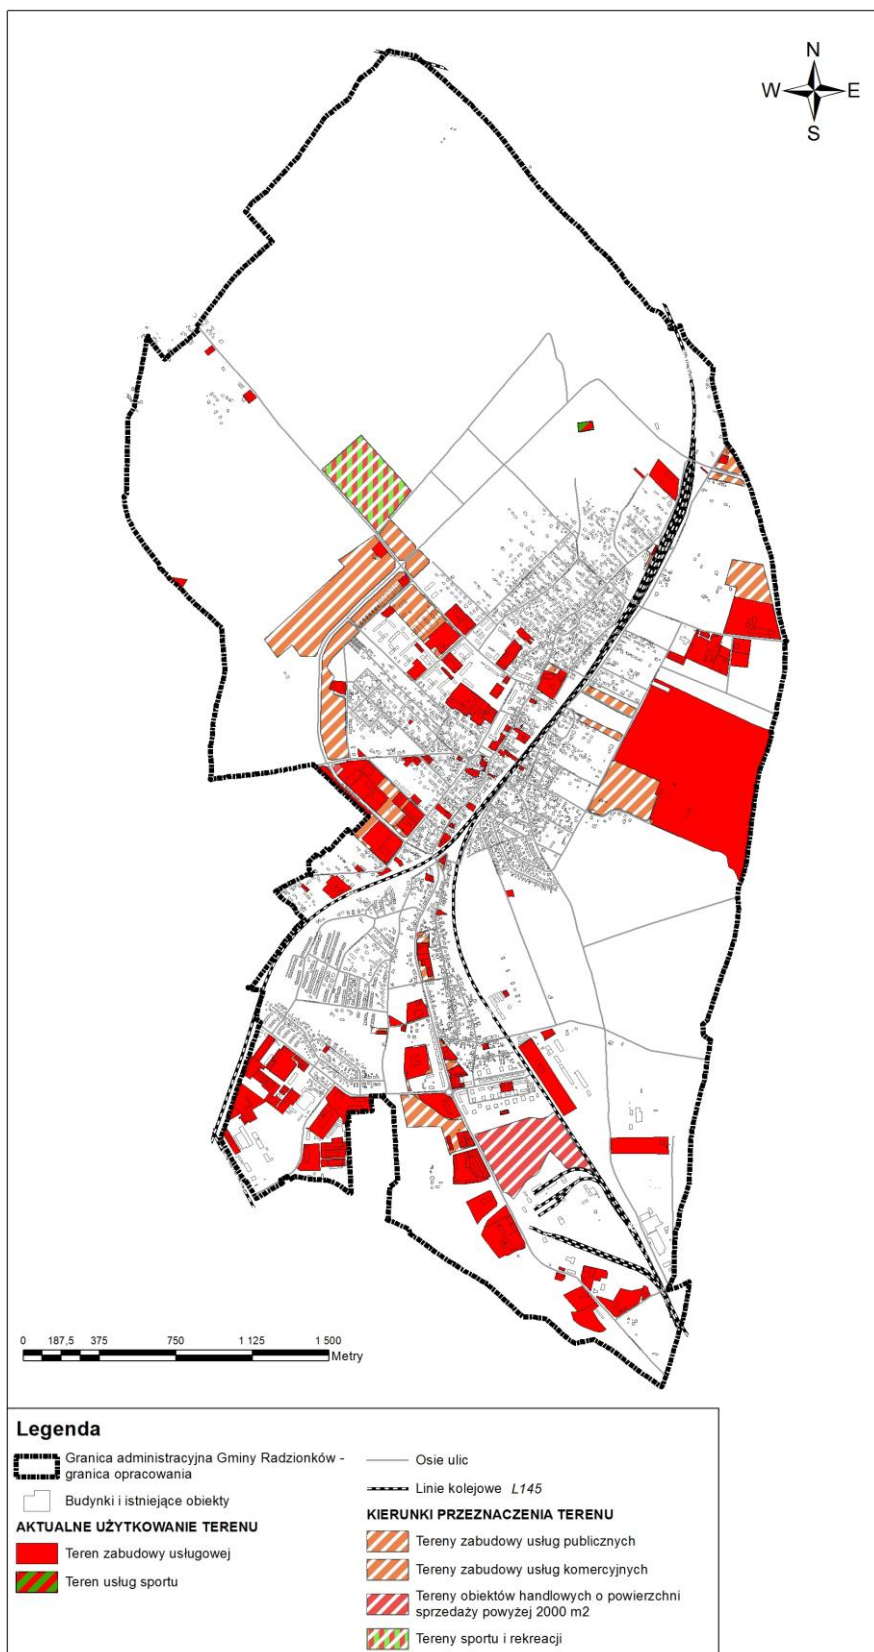 N
W E
S
0 187,5 375 750 1 125 1 500
Metry
Legenda
Granica administracyjna Gminy Radzionków -
granica opracowania
Budynki i istniejące obiekty
AKTUALNE UŻYTKOWANIE TERENU
Teren zabudowy usługowej
Teren usług sportu
Osie ulic
Linie kolejowe L145
KIERUNKI PRZEZNACZENIA TERENU
Tereny zabudowy usług publicznych
Tereny zabudowy usług komercyjnych
Tereny obiektów handlowych o powierzchni
sprzedaży powyżej 2000 m2
Tereny sportu i rekreacji